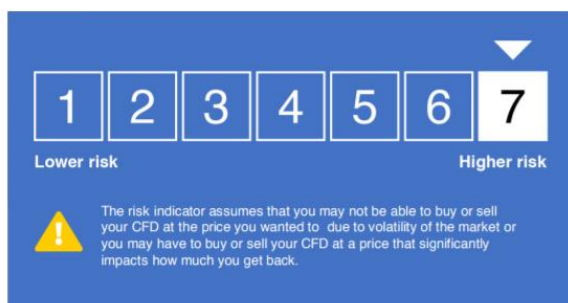 1 2 3 4 5 6 7
Lower risk Higher risk
The risk indicator assumes that you may not be able to buy or sell
your CFD at the price you wanted to due to volatility of the market or
you may have to buy or sell your CFD at a price that significantly
impacts how much you get back.